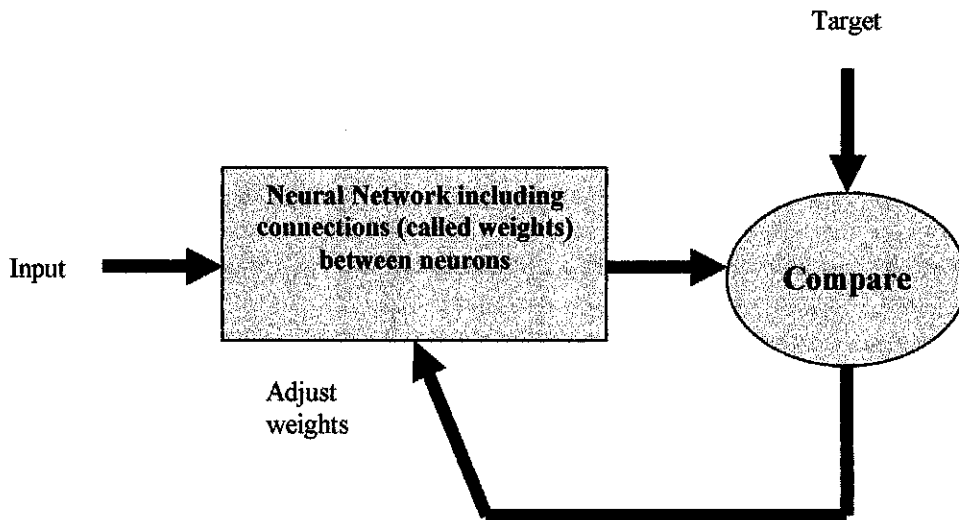 Target
Neural Network including
connections (called weights)
between neurons
Input
Compare
Adjust
weights